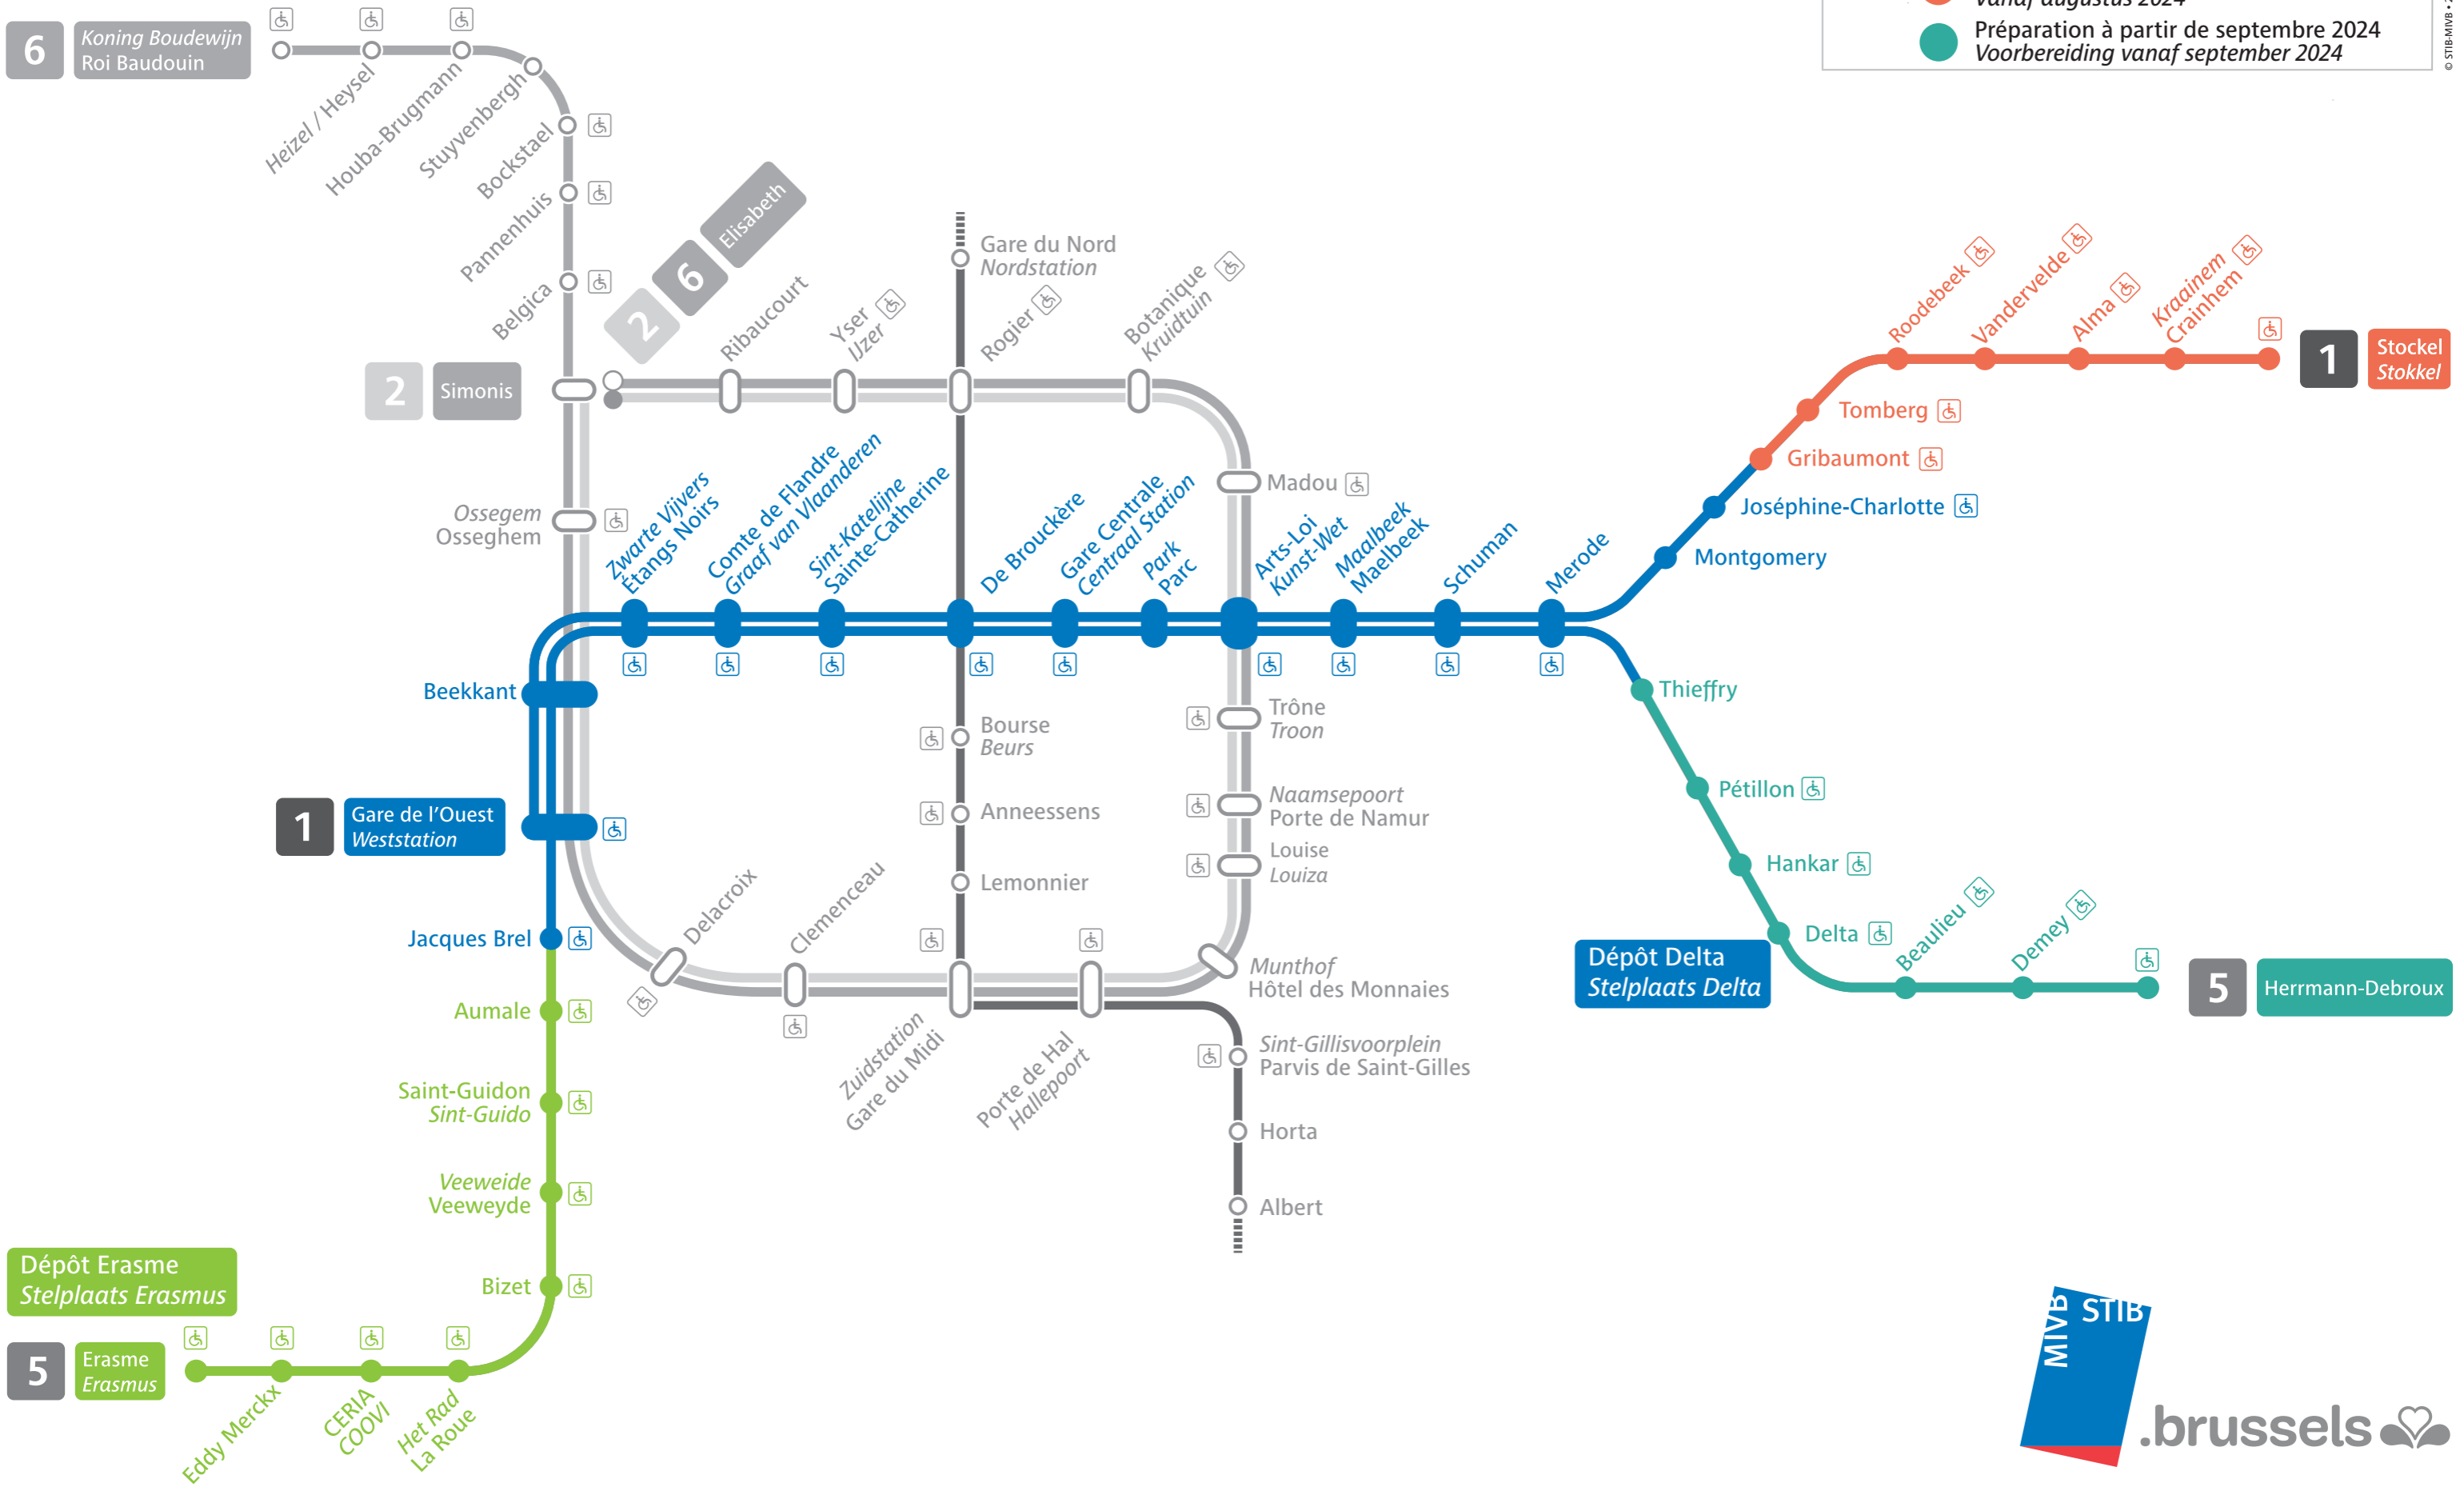 Vanaf augustus 2024
Préparation à partir de septembre 2024
Voorbereiding vanaf september 2024
6
Koning Boudewijn
Roi Baudouin
Heizel / Heysel
Houba-Brugmann
Stuyvenbergh
Bockstael
Pannenhuis
Belgica
2
6
Elisabeth
2
Simonis
Ribaucourt
Yser
IJzer
Gare du Nord
Nordstation
Rogier
Botanique
Kruidtuin
Madou
Ossegem
Osseghem
Zwarte Vijvers
Étangs Noirs
Comte de Flandre
Graaf van Vlaanderen
Sint-Katelijne
Sainte-Catherine
De Brouckère
Gare Centrale
Centraal Station
Park
Parc
Arts-Loi
Kunst-Wet
Maalbeek
Maelbeek
Schuman
Merode
Montgomery
Joséphine-Charlotte
Gribaumont
Tomberg
Roodebeek
Vandervelde
Alma
Kraainem
Crainhem
1
Stockel
Stokkel
Beekkant
1
Gare de l'Ouest
Weststation
Jacques Brel
Aumale
Saint-Guidon
Sint-Guido
Veeweide
Veeweyde
Bizet
Dépôt Erasme
Stelplaats Erasmus
5
Erasme
Erasmus
Eddy Merckx
CERIA
COOVI
Het Rad
La Roue
Delacroix
Clemenceau
Zuidstation
Gare du Midi
Porte de Hal
Hallepoort
Bourse
Beurs
Anneessens
Lemonnier
Trône
Troon
Naamsepoort
Porte de Namur
Louise
Louiza
Munthof
Hôtel des Monnaies
Sint-Gillisvoorplein
Parvis de Saint-Gilles
Horta
Albert
Thieffry
Pétillon
Hankar
Delta
Dépôt Delta
Stelplaats Delta
Beaulieu
Demey
5
Herrmann-Debroux
MIVB
STIB
.brussels
© STIB-MIVB •